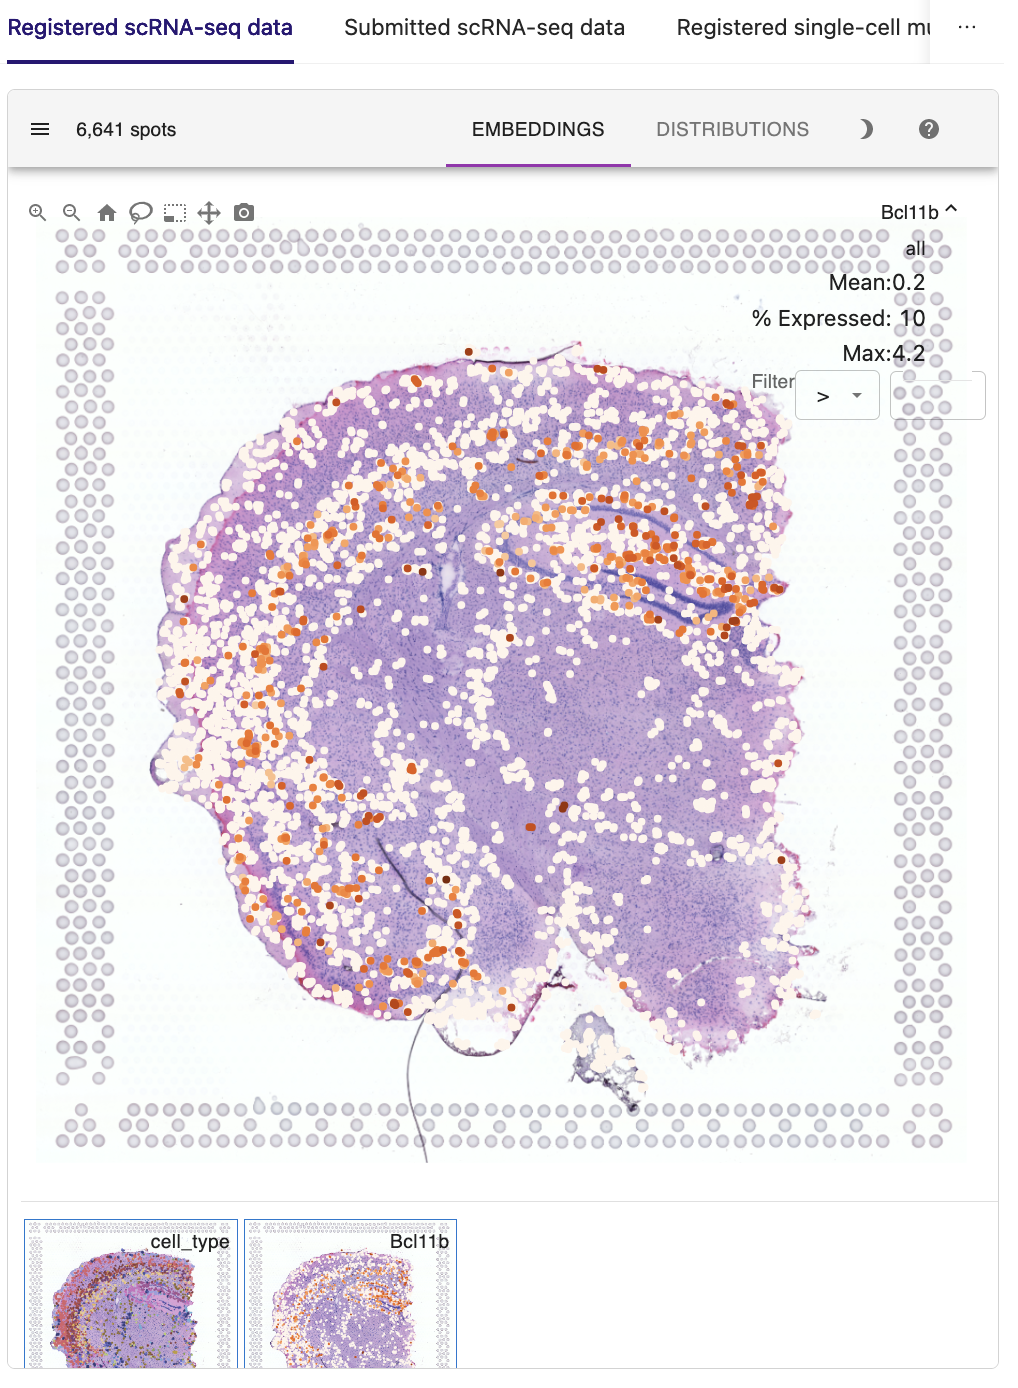 Registered scRNA-seq data Submitted scRNA-seq data Registered single-cell mu ...
6,641 spots EMBEDDINGS DISTRIBUTIONS
Bcl11b
all
Mean:0.2
% Expressed: 10
Max:4.2
Filter >
cell_type Bcl11b